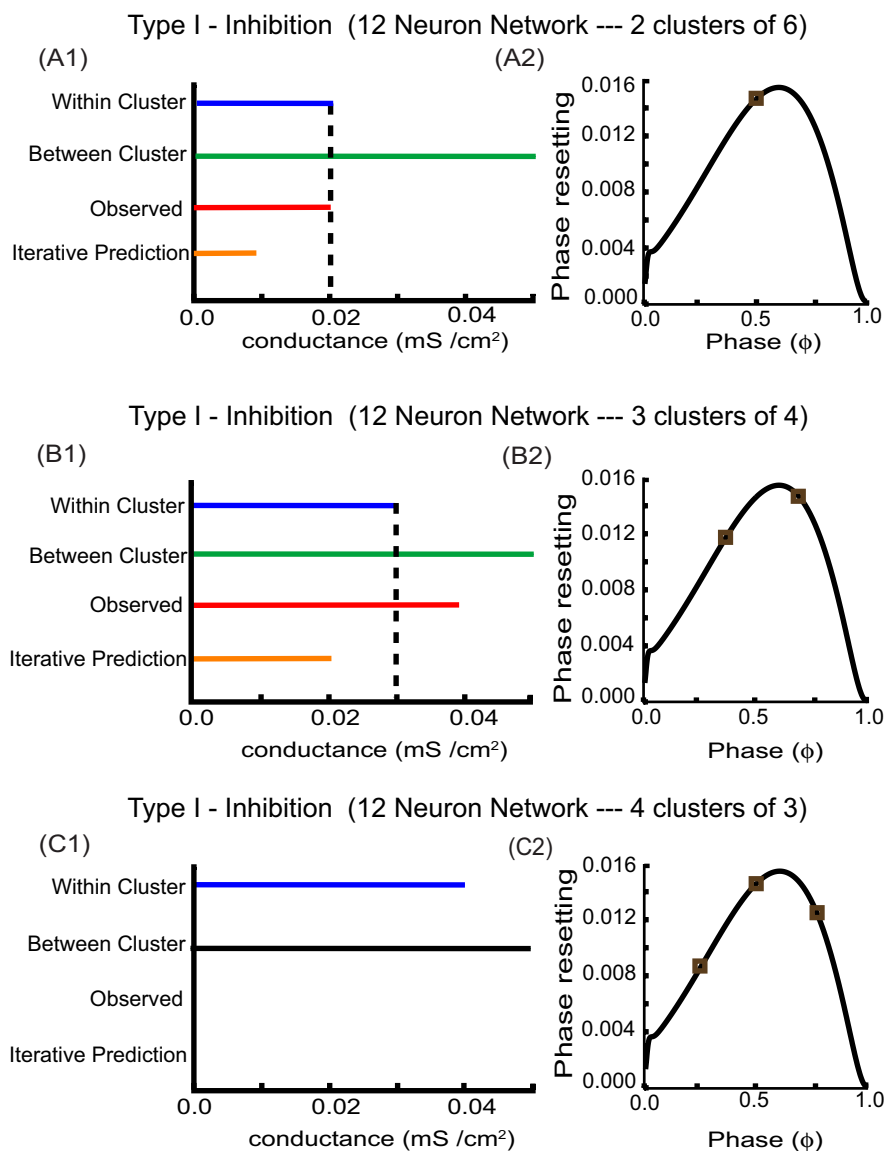 Type I - Inhibition (12 Neuron Network --- 2 clusters of 6)
(A1)
Within Cluster
Between Cluster
Observed
Iterative Prediction
0.0
0.02
0.04
conductance (mS /cm²)
(A2)
Phase resetting
0.016
0.012
0.008
0.004
0.000
0.0
0.5
1.0
Phase (ϕ)
Type I - Inhibition (12 Neuron Network --- 3 clusters of 4)
(B1)
Within Cluster
Between Cluster
Observed
Iterative Prediction
0.0
0.02
0.04
conductance (mS /cm²)
(B2)
Phase resetting
0.016
0.012
0.008
0.004
0.000
0.0
0.5
1.0
Phase (ϕ)
Type I - Inhibition (12 Neuron Network --- 4 clusters of 3)
(C1)
Within Cluster
Between Cluster
Observed
Iterative Prediction
0.0
0.02
0.04
conductance (mS /cm²)
(C2)
Phase resetting
0.016
0.012
0.008
0.004
0.000
0.0
0.5
1.0
Phase (ϕ)